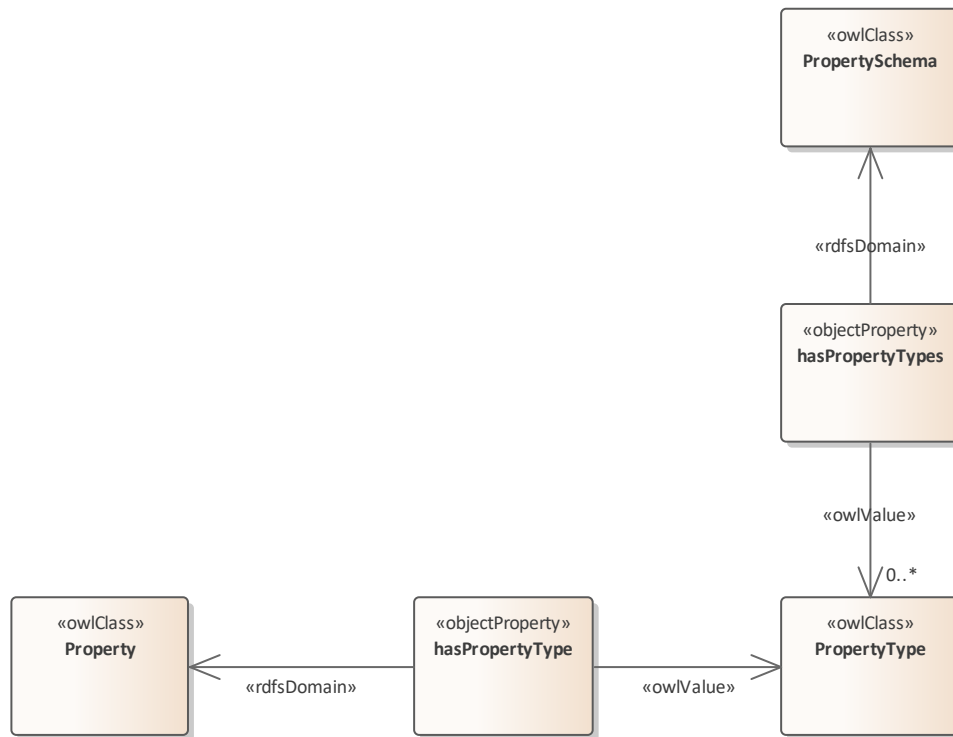 «owlClass»
PropertySchema
«rdfsDomain»
«objectProperty»
hasPropertyTypes
«owlValue»
0..*
«owlClass»
Property
«objectProperty»
hasPropertyType
«owlClass»
PropertyType
«rdfsDomain»
«owlValue»